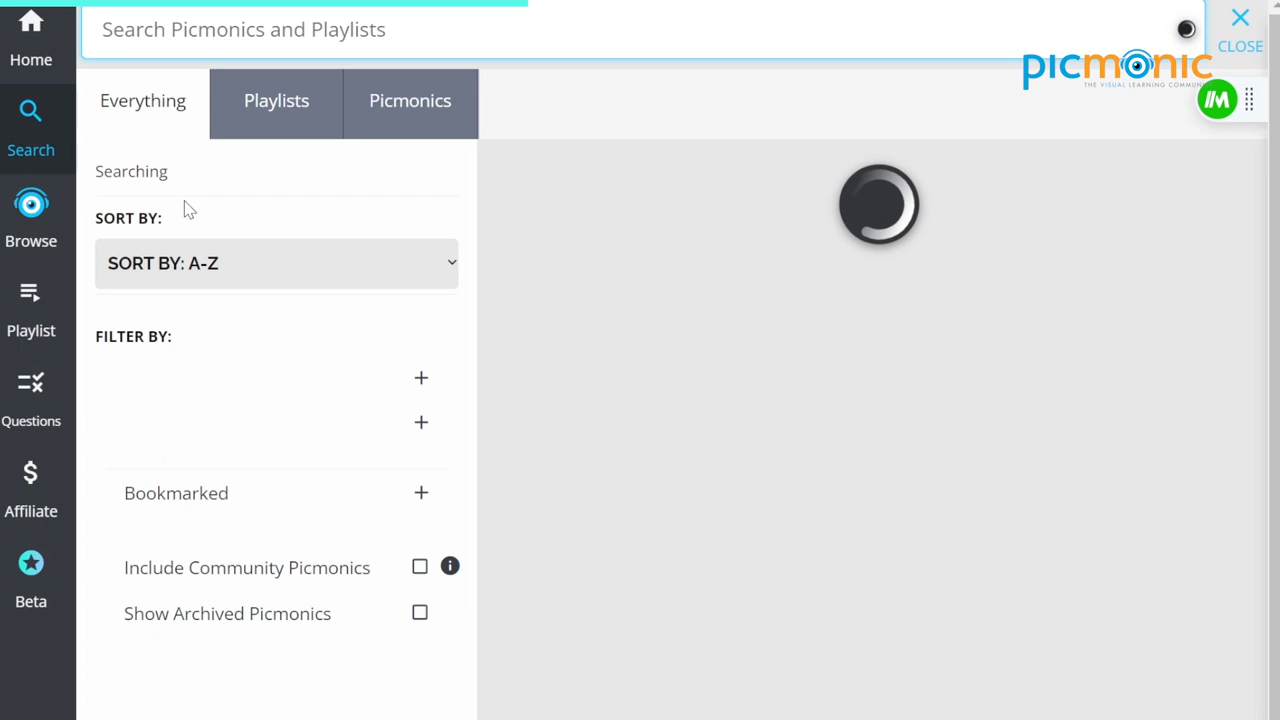 Search Picmonics and Playlists
CLOSE
picmonic
THE VISUAL LEARNING COMMUN
Home
Search
Browse
Playlist
Questions
Affiliate
Beta
Everything
Playlists
Picmonics
Searching
SORT BY:
SORT BY: A-Z
FILTER BY:
Bookmarked
Include Community Picmonics
Show Archived Picmonics